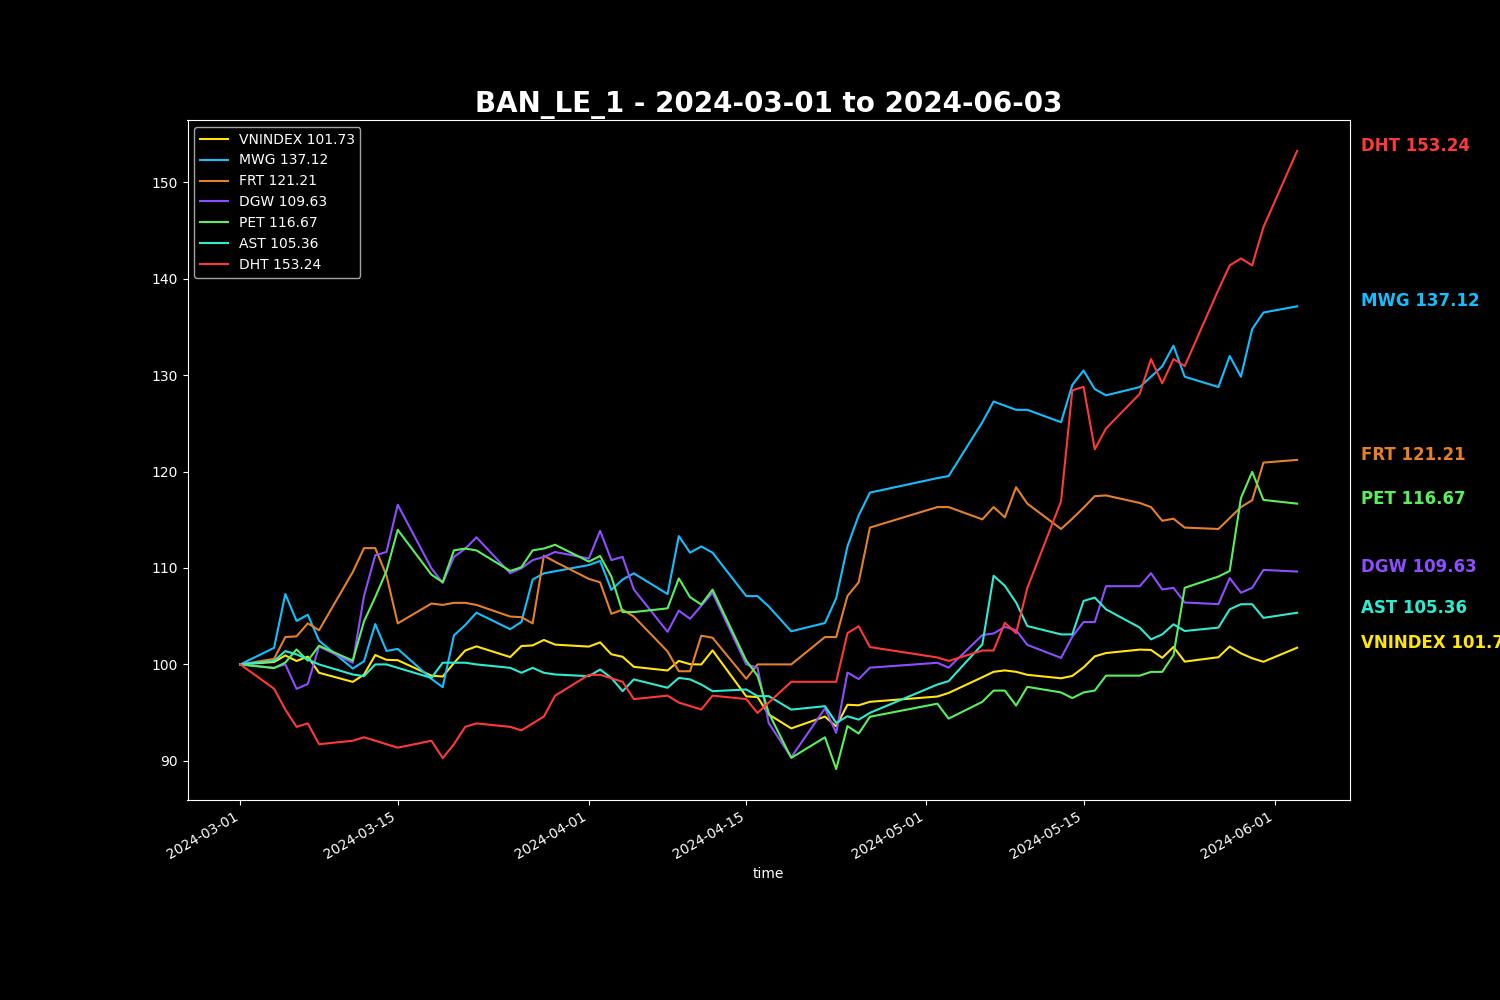 BAN_LE_1 - 2024-03-01 to 2024-06-03
VNINDEX 101.73
MWG 137.12
FRT 121.21
DGW 109.63
PET 116.67
AST 105.36
DHT 153.24
150
140
130
120
110
100
90
DHT 153.24
MWG 137.12
FRT 121.21
PET 116.67
DGW 109.63
AST 105.36
VNINDEX 101.7
2024-03-01
2024-03-15
2024-04-01
2024-04-15
2024-05-01
2024-05-15
2024-06-01
time